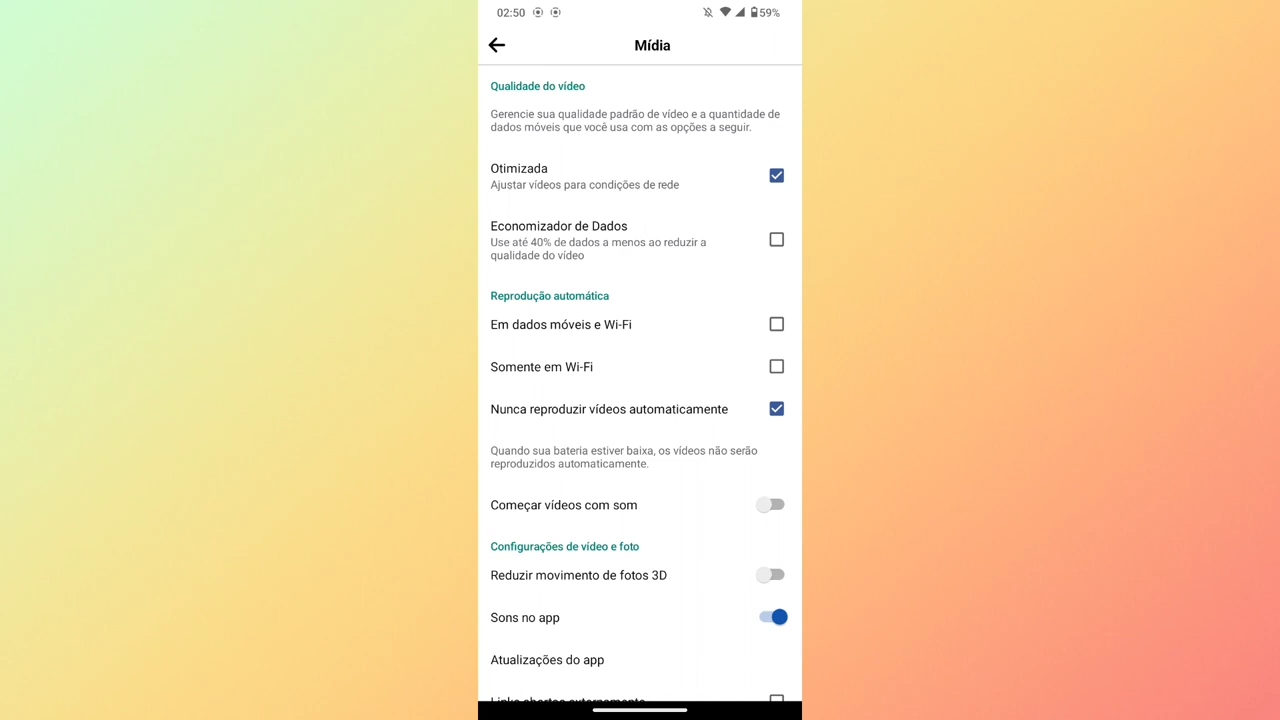 02:50
59%
Mídia
Qualidade do vídeo
Gerencie sua qualidade padrão de vídeo e a quantidade de
dados móveis que você usa com as opções a seguir.
Otimizada
Ajustar vídeos para condições de rede
Economizador de Dados
Use até 40% de dados a menos ao reduzir a
qualidade do vídeo
Reprodução automática
Em dados móveis e Wi-Fi
Somente em Wi-Fi
Nunca reproduzir vídeos automaticamente
Quando sua bateria estiver baixa, os vídeos não serão
reproduzidos automaticamente.
Começar vídeos com som
Configurações de vídeo e foto
Reduzir movimento de fotos 3D
Sons no app
Atualizações do app